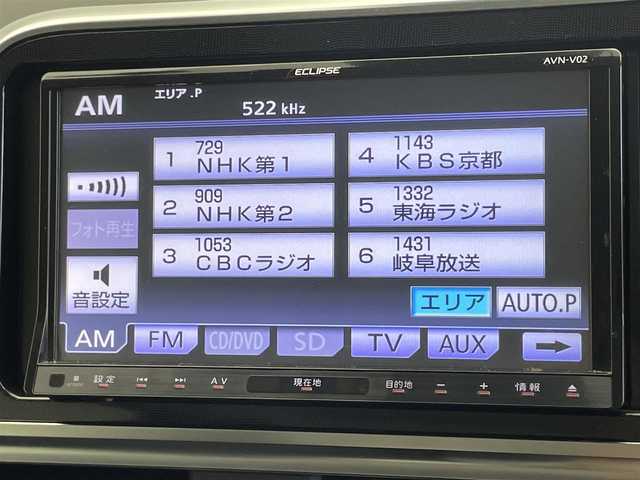 ECLIPSE
AVN-V02
AM
エリア.P
522 kHz
1 729 NHK第1
2 909 NHK第2
3 1053 CBCラジオ
4 1143 KBS京都
5 1332 東海ラジオ
6 1431 岐阜放送
フォト再生
音設定
エリア
AUTO.P
AM
FM
CD/DVD
SD
TV
AUX
設定
AV
現在地
目的地
情報